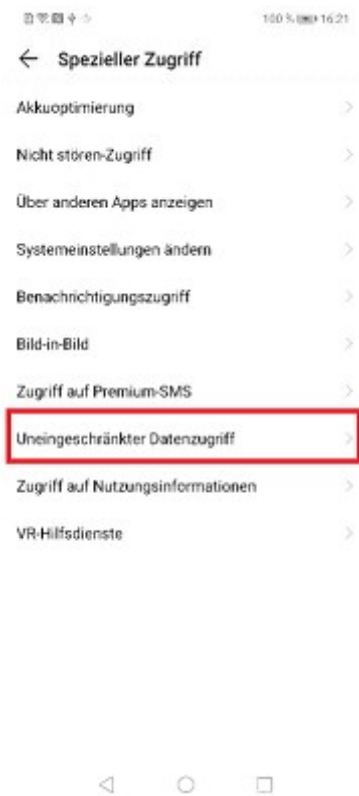 100 % 16:21
Spezieller Zugriff
Akkuoptimierung
Nicht stören-Zugriff
Über anderen Apps anzeigen
Systemeinstellungen ändern
Benachrichtigungszugriff
Bild-in-Bild
Zugriff auf Premium-SMS
Uneingeschränkter Datenzugriff
Zugriff auf Nutzungsinformationen
VR-Hilfsdienste